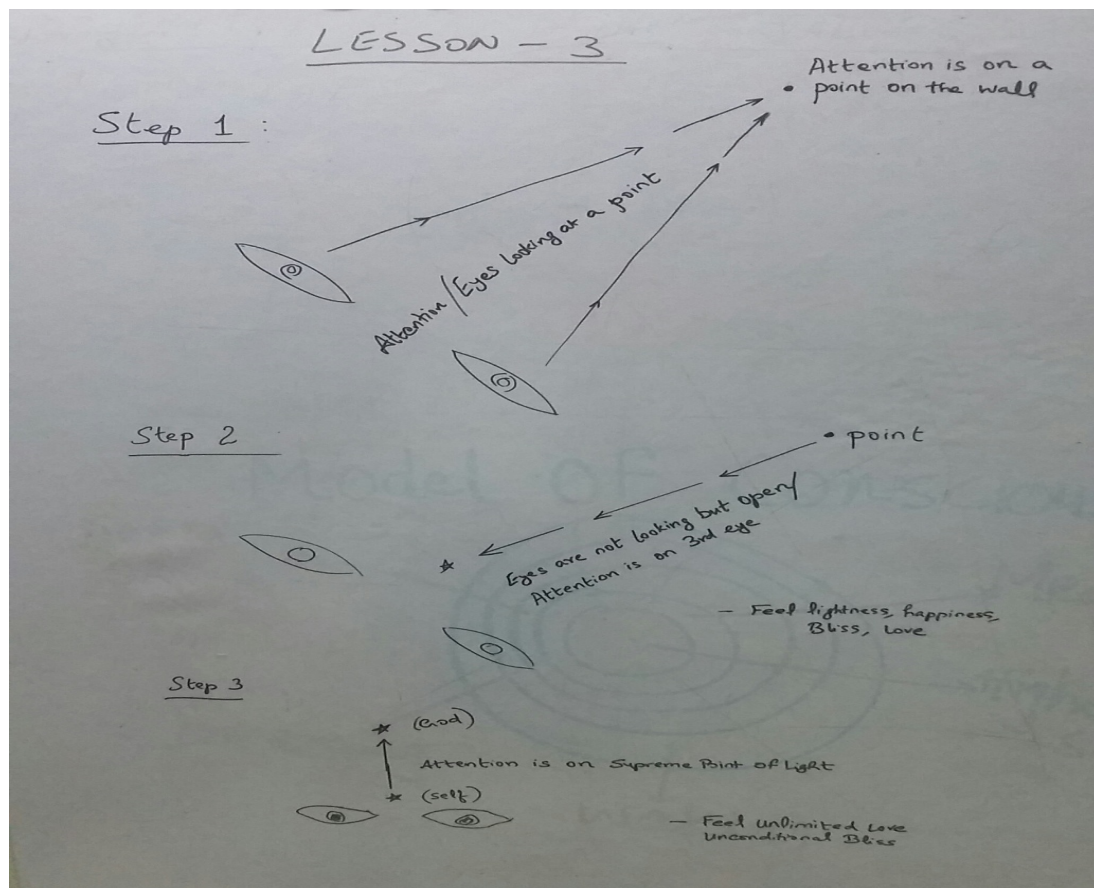 LESSON - 3
Attention is on a
point on the wall
Step 1 :
Attention/Eyes Looking at a point
Step 2
point
Eyes are not looking but open/
Attention is on 3rd eye
- Feel lightness, happiness,
Bliss, Love
Step 3
(God)
Attention is on Supreme Point of Light
(self)
- Feel Unlimited Love
Unconditional Bliss
Model of